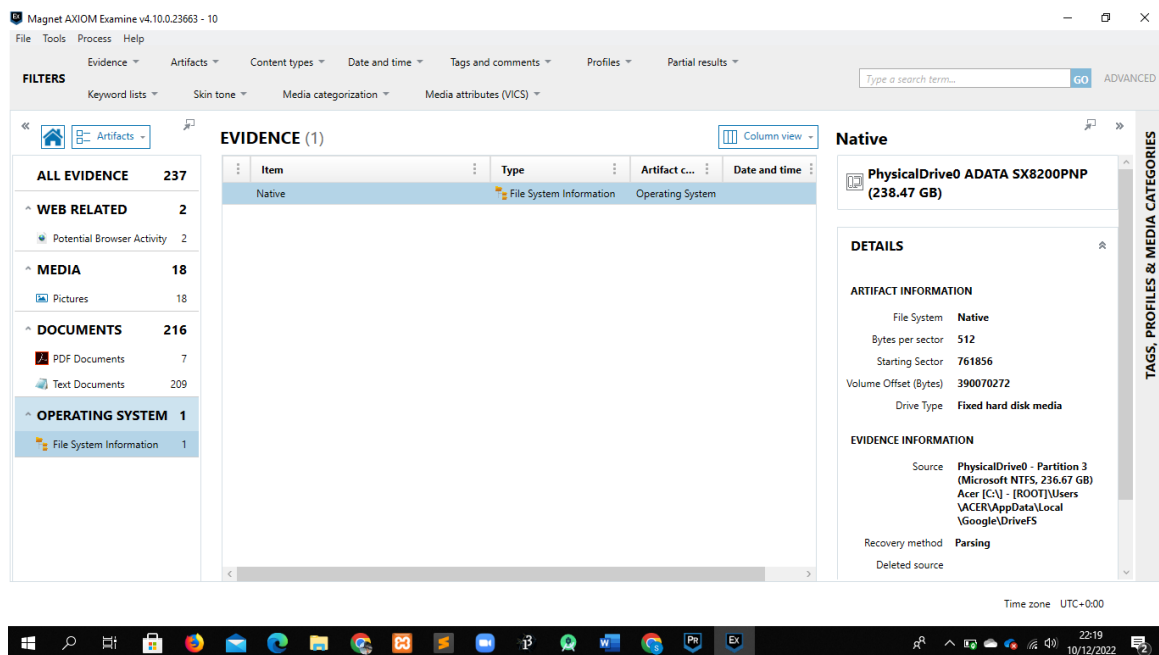 Magnet AXIOM Examine v4.10.0.23663 - 10
File Tools Process Help
FILTERS
Evidence Artifacts Content types Date and time Tags and comments Profiles Partial results
Keyword lists Skin tone Media categorization Media attributes (VICS)
Type a search term...
GO ADVANCED
Artifacts
ALL EVIDENCE 237
WEB RELATED 2
Potential Browser Activity 2
MEDIA 18
Pictures 18
DOCUMENTS 216
PDF Documents 7
Text Documents 209
OPERATING SYSTEM 1
File System Information 1
EVIDENCE (1)
Column view
Item Type Artifact c... Date and time
Native File System Information Operating System
Native
PhysicalDrive0 ADATA SX8200PNP
(238.47 GB)
DETAILS
ARTIFACT INFORMATION
File System Native
Bytes per sector 512
Starting Sector 761856
Volume Offset (Bytes) 390070272
Drive Type Fixed hard disk media
EVIDENCE INFORMATION
Source PhysicalDrive0 - Partition 3
(Microsoft NTFS, 236.67 GB)
Acer [C:\] - [ROOT]\Users
\ACER\AppData\Local
\Google\DriveFS
Recovery method Parsing
Deleted source
TAGS, PROFILES & MEDIA CATEGORIES
Time zone UTC+0:00
PR
EX
22:19
10/12/2022
2